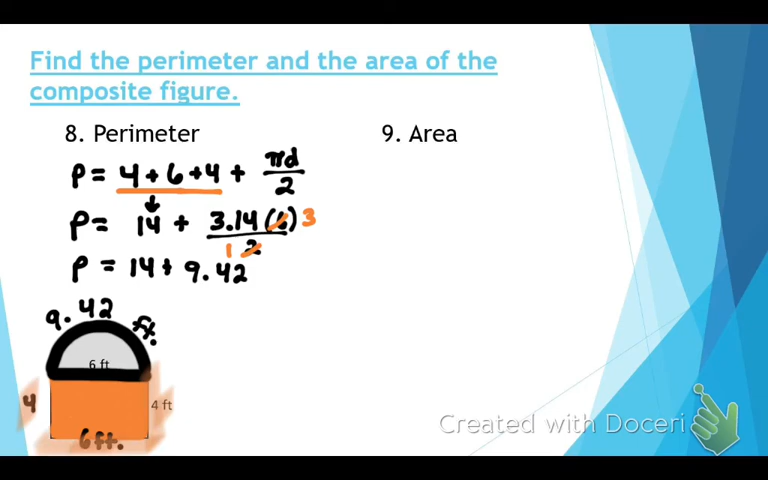 Find the perimeter and the area of the
composite figure.
8. Perimeter
P = 4 + 6 + 4 + πd/2
P = 14 + 3.14(6)/2 3 1
P = 14 + 9.42
9.42 ft.
6 ft
4
4 ft
6 ft.
9. Area
Created with Doceri